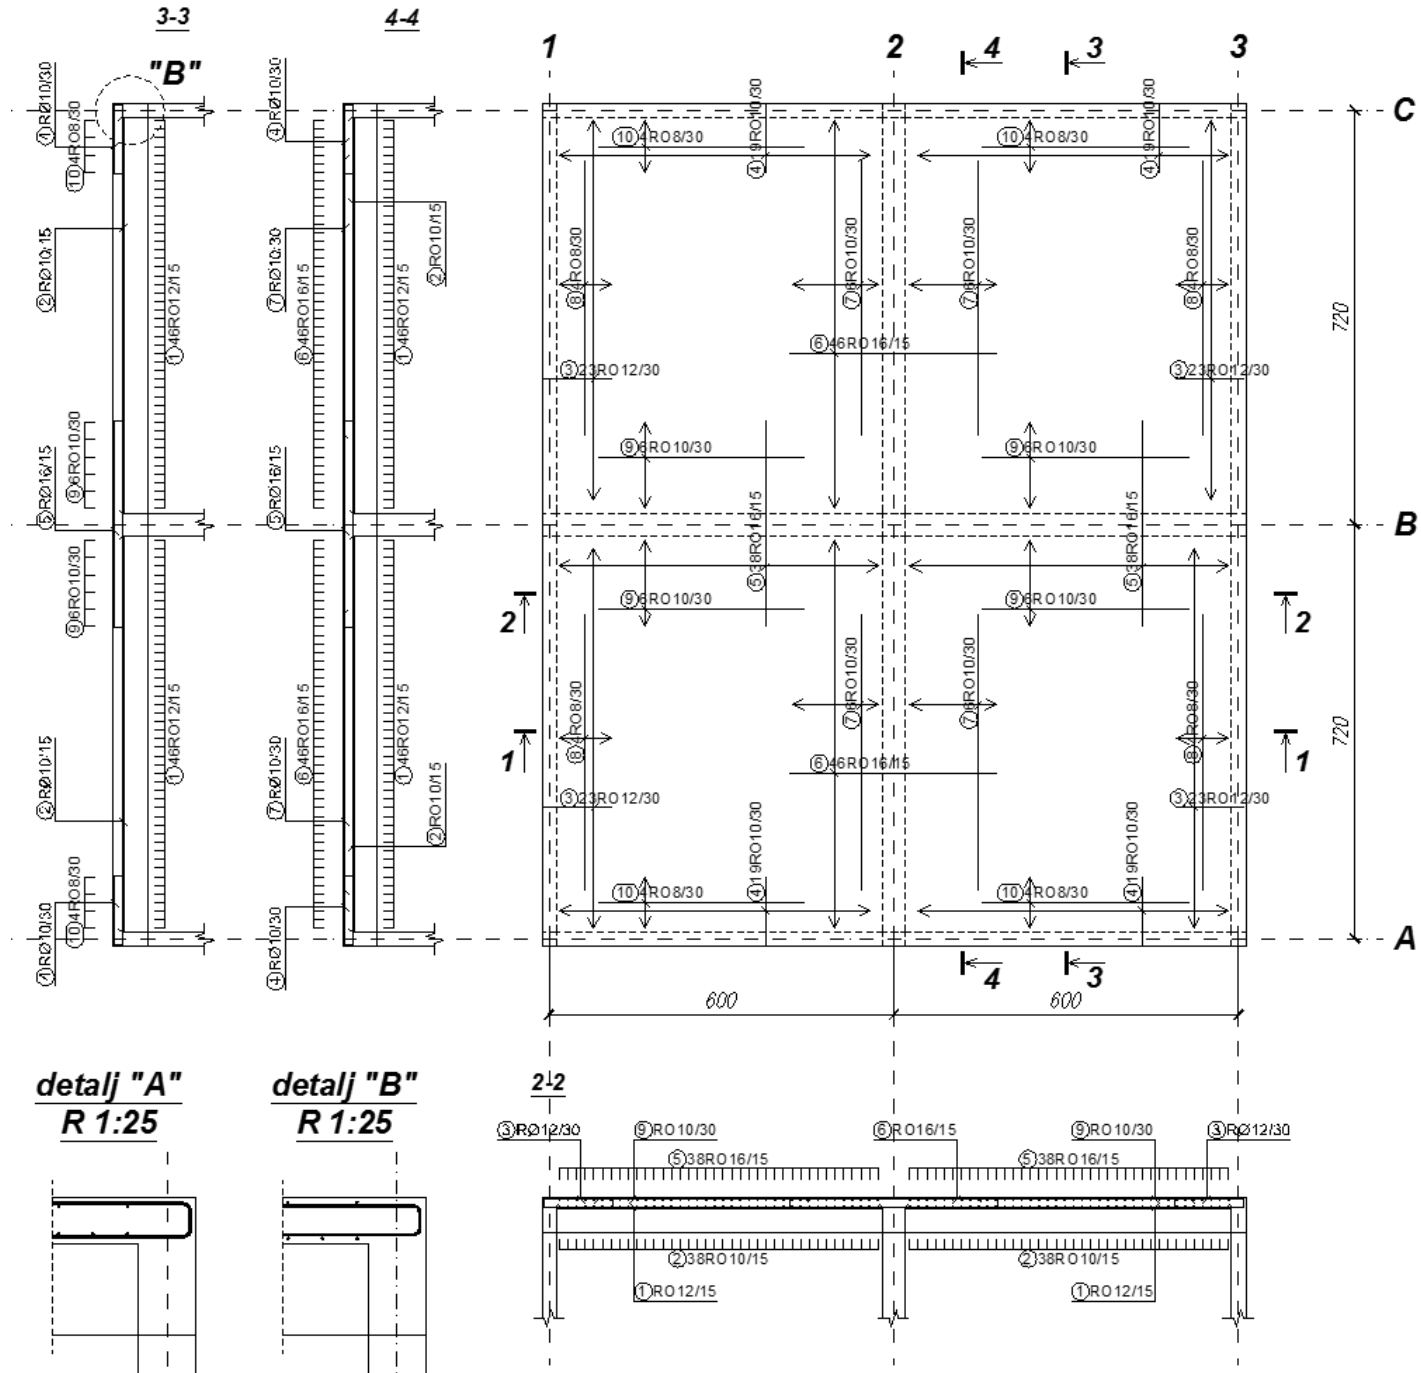 3-3
4-4
"B"
④RØ10/30
⑩4RO8/30
②RØ10/15
①46RO12/15
⑨6RO10/30
⑤RØ16/15
⑨6RO10/30
①46RO12/15
②RØ10/15
⑩4RO8/30
④RØ10/30
④RØ10/30
⑦RØ10/30
②RO10/15
⑥46RO16/15
①46RO12/15
⑤RØ16/15
⑥46RO16/15
①46RO12/15
⑦RØ10/30
②RO10/15
④RØ10/30
1
2
4
3
3
C
⑩4RO8/30
④19RO10/30
⑩4RO8/30
④19RO10/30
⑧4RO8/30
⑦6RO10/30
⑦6RO10/30
⑧4RO8/30
720
⑥46RO16/15
③23RO12/30
③23RO12/30
⑨6RO10/30
⑨6RO10/30
B
⑤38RO16/15
⑤38RO16/15
⑨6RO10/30
⑨6RO10/30
2
2
⑧4RO8/30
⑦6RO10/30
⑦6RO10/30
⑧4RO8/30
720
1
1
⑥46RO16/15
③23RO12/30
③23RO12/30
④19RO10/30
④19RO10/30
⑩4RO8/30
⑩4RO8/30
A
4
3
600
600
detalj "A"
R 1:25
detalj "B"
R 1:25
2-2
③RØ12/30
⑨RO10/30
⑥RO16/15
⑨RO10/30
③RØ12/30
⑤38RO16/15
⑤38RO16/15
②38RO10/15
②38RO10/15
①RO12/15
①RO12/15